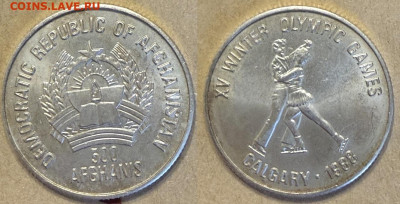 COINS.LAVE.RU
DEMOCRATIC REPUBLIC OF AFGHANISTAN
500
AFGHANIS
XV WINTER OLYMPIC GAMES
CALGARY · 1988